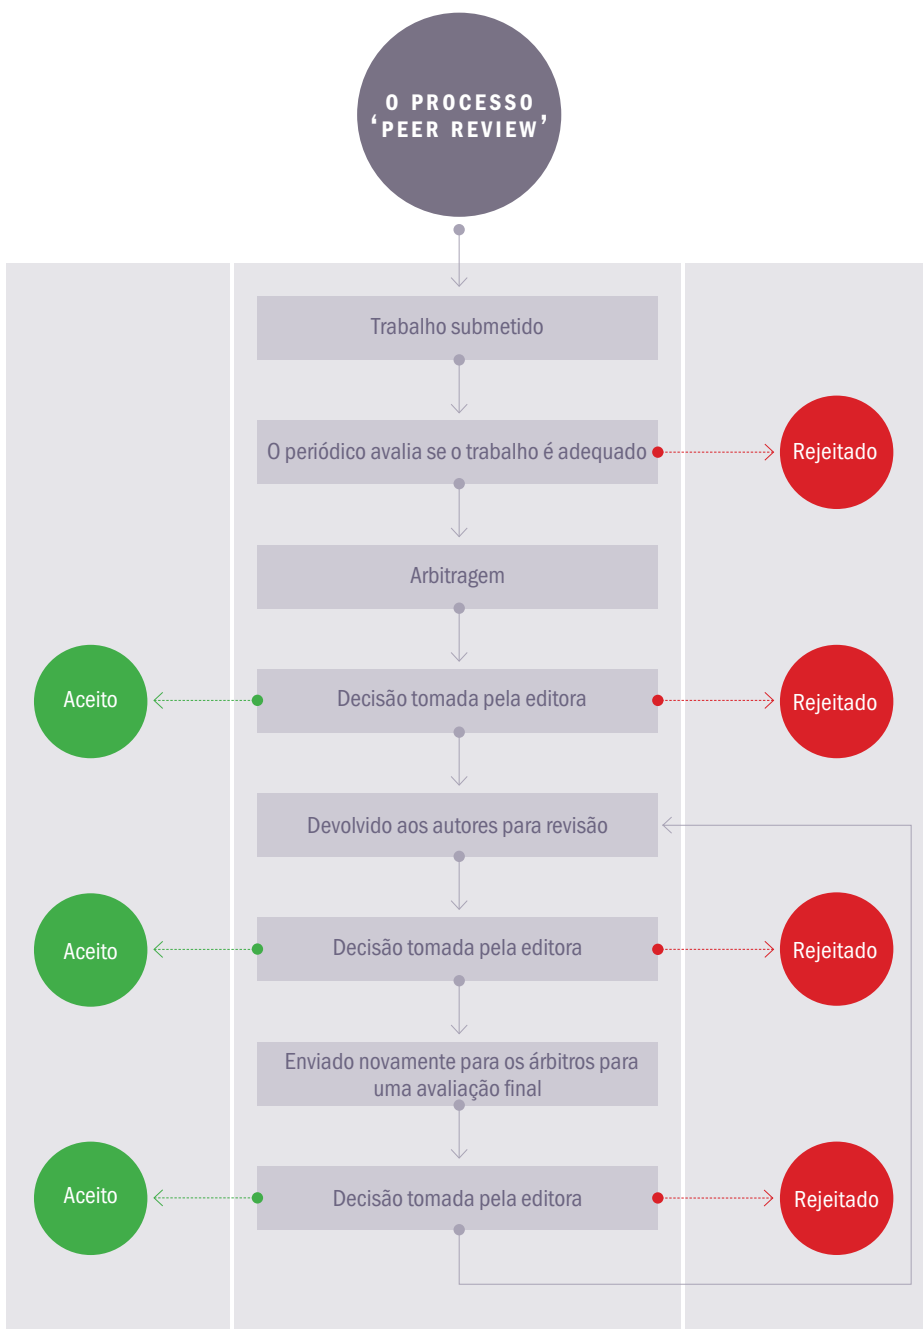 O PROCESSO
‘PEER REVIEW’
Trabalho submetido
O periódico avalia se o trabalho é adequado
Rejeitado
Arbitragem
Aceito
Decisão tomada pela editora
Rejeitado
Devolvido aos autores para revisão
Aceito
Decisão tomada pela editora
Rejeitado
Enviado novamente para os árbitros para
uma avaliação final
Aceito
Decisão tomada pela editora
Rejeitado